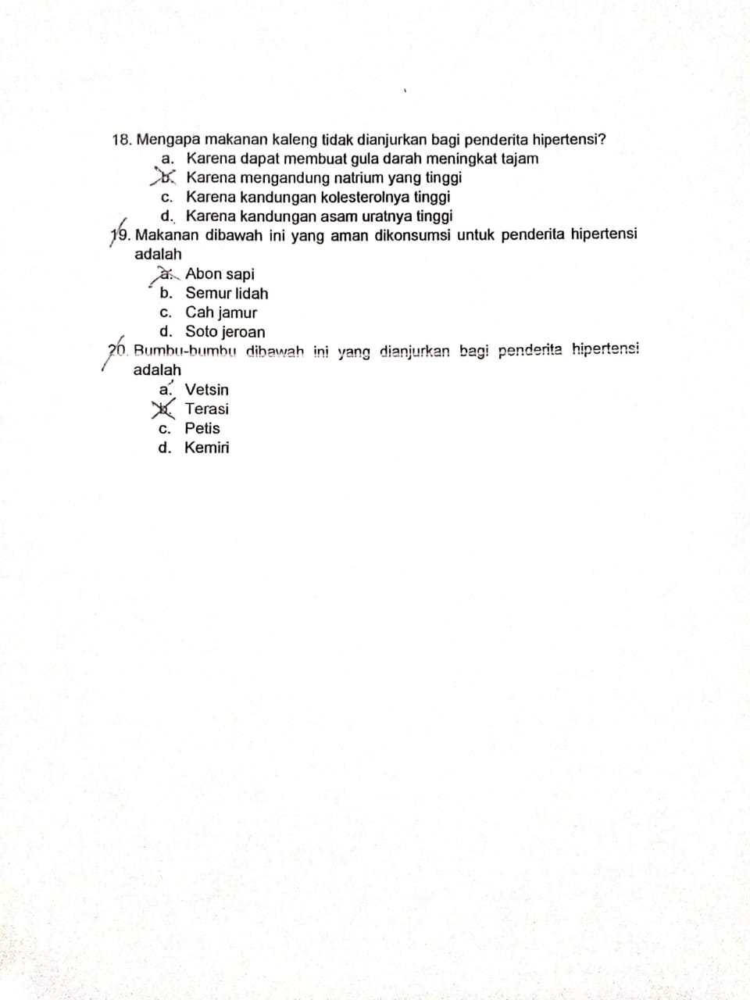 18. Mengapa makanan kaleng tidak dianjurkan bagi penderita hipertensi?
a. Karena dapat membuat gula darah meningkat tajam
b. Karena mengandung natrium yang tinggi
c. Karena kandungan kolesterolnya tinggi
d. Karena kandungan asam uratnya tinggi
19. Makanan dibawah ini yang aman dikonsumsi untuk penderita hipertensi
adalah
a. Abon sapi
b. Semur lidah
c. Cah jamur
d. Soto jeroan
20. Bumbu-bumbu dibawah ini yang dianjurkan bagi penderita hipertensi
adalah
a. Vetsin
b. Terasi
c. Petis
d. Kemiri